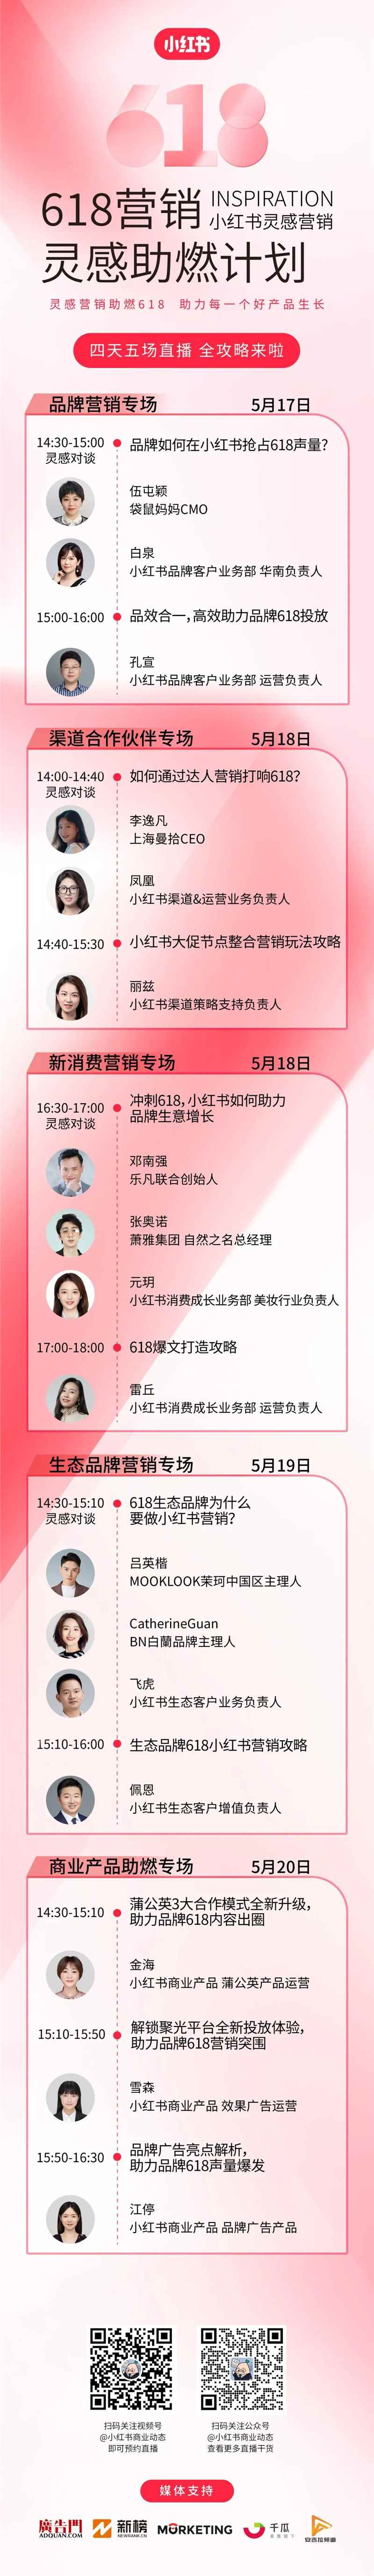 小红书
618
618营销
INSPIRATION
小红书灵感营销
灵感助燃计划
灵感营销助燃618 助力每一个好产品生长
四天五场直播 全攻略来啦
品牌营销专场 5月17日
14:30-15:00
灵感对谈
品牌如何在小红书抢占618声量?
伍屯颖
袋鼠妈妈CMO
白泉
小红书品牌客户业务部 华南负责人
15:00-16:00 品效合一,高效助力品牌618投放
孔宣
小红书品牌客户业务部 运营负责人
渠道合作伙伴专场 5月18日
14:00-14:40
灵感对谈
如何通过达人营销打响618?
李逸凡
上海曼拾CEO
凤凰
小红书渠道&运营业务负责人
14:40-15:30 小红书大促节点整合营销玩法攻略
丽兹
小红书渠道策略支持负责人
新消费营销专场 5月18日
16:30-17:00
灵感对谈
冲刺618,小红书如何助力
品牌生意增长
邓南强
乐凡联合创始人
张奥诺
萧雅集团 自然之名总经理
元玥
小红书消费成长业务部 美妆行业负责人
17:00-18:00 618爆文打造攻略
雷丘
小红书消费成长业务部 运营负责人
生态品牌营销专场 5月19日
14:30-15:10
灵感对谈
618生态品牌为什么
要做小红书营销?
吕英楷
MOOKLOOK茉珂中国区主理人
CatherineGuan
BN白蘭品牌主理人
飞虎
小红书生态客户业务负责人
15:10-16:00 生态品牌618小红书营销攻略
佩恩
小红书生态客户增值负责人
商业产品助燃专场 5月20日
14:30-15:10
蒲公英3大合作模式全新升级,
助力品牌618内容出圈
金海
小红书商业产品 蒲公英产品运营
15:10-15:50
解锁聚光平台全新投放体验,
助力品牌618营销突围
雪森
小红书商业产品 效果广告运营
15:50-16:30
品牌广告亮点解析,
助力品牌618声量爆发
江停
小红书商业产品 品牌广告产品
扫码关注视频号
@小红书商业动态
即可预约直播
扫码关注公众号
@小红书商业动态
查看更多直播干货
媒体支持
廣告門
ADQUAN.COM
新榜
NEWRANK.CN
MORKETING
千瓜
安吉拉频道